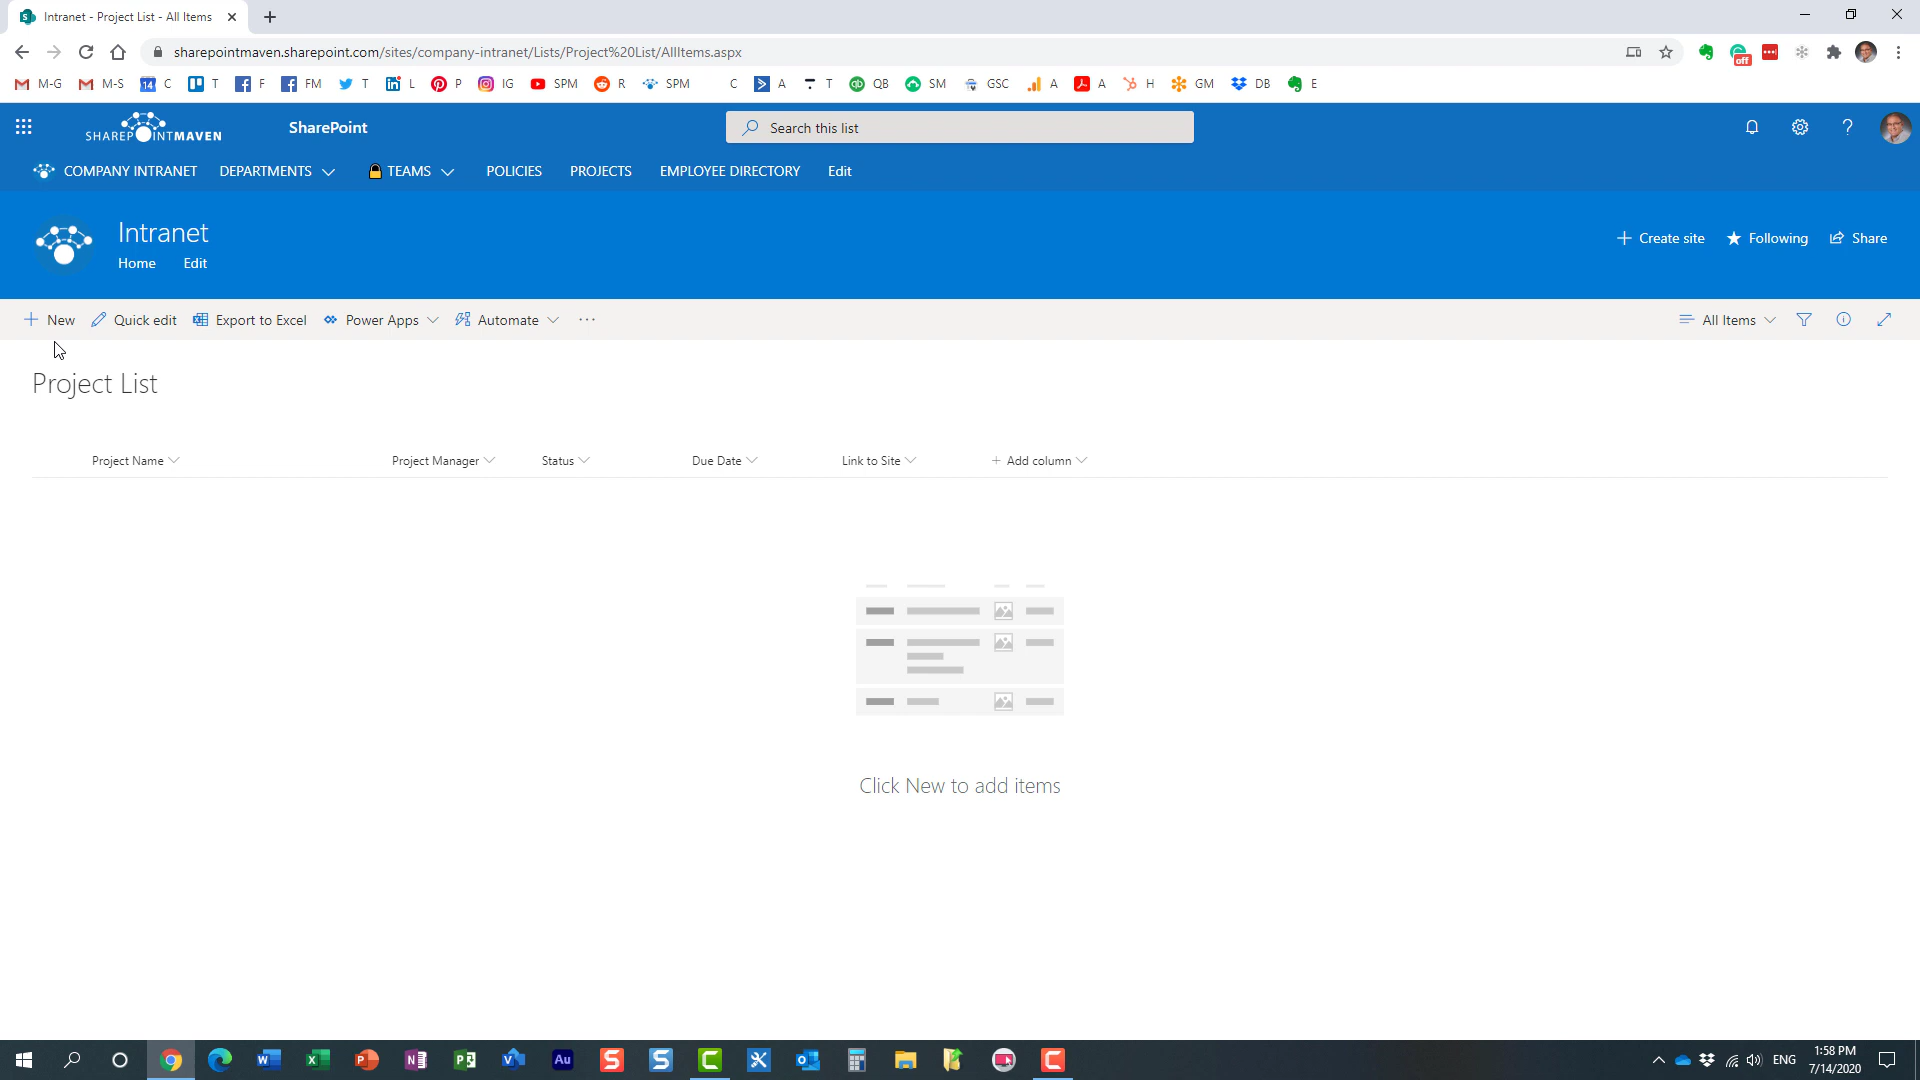 Intranet - Project List - All Items
sharepointmaven.sharepoint.com/sites/company-intranet/Lists/Project%20List/AllItems.aspx
off
M-G M-S 14 C T F FM T L P IG SPM R SPM C A T QB SM GSC A A H GM DB E
SHAREPOINTMAVEN SharePoint Search this list
COMPANY INTRANET DEPARTMENTS TEAMS POLICIES PROJECTS EMPLOYEE DIRECTORY Edit
Intranet
Home Edit
Create site Following Share
New Quick edit Export to Excel Power Apps Automate ··· All Items
Project List
Project Name Project Manager Status Due Date Link to Site + Add column
Click New to add items
ENG
1:58 PM
7/14/2020